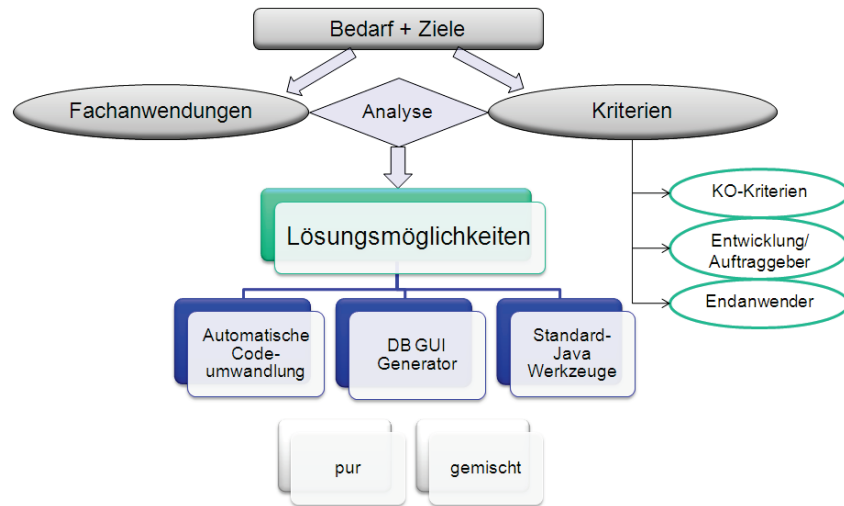 Bedarf + Ziele
Fachanwendungen
Analyse
Kriterien
KO-Kriterien
Entwicklung/
Auftraggeber
Endanwender
Lösungsmöglichkeiten
Automatische
Code-
umwandlung
DB GUI
Generator
Standard-
Java
Werkzeuge
pur
gemischt